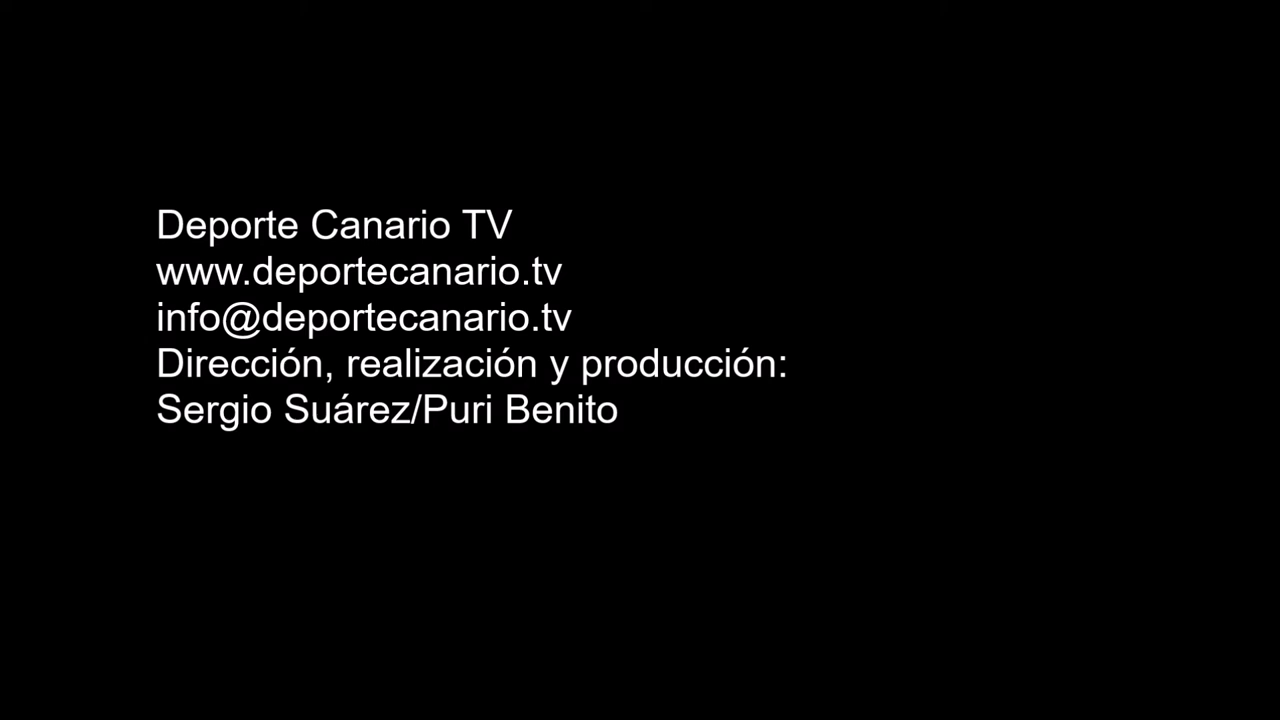 Deporte Canario TV
www.deportecanario.tv
info@deportecanario.tv
Dirección, realización y producción:
Sergio Suárez/Puri Benito